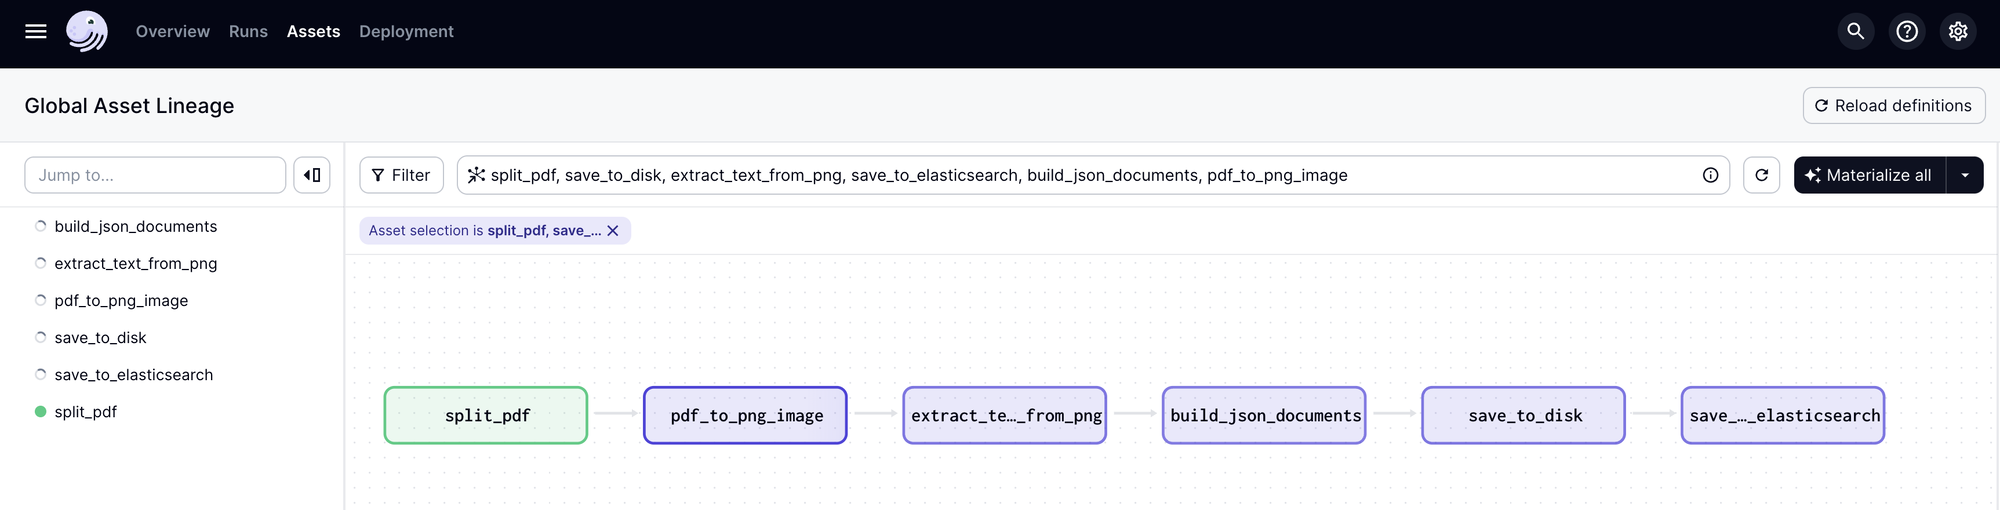 Overview Runs Assets Deployment
Global Asset Lineage
Reload definitions
Jump to...
Filter
split_pdf, save_to_disk, extract_text_from_png, save_to_elasticsearch, build_json_documents, pdf_to_png_image
Materialize all
Asset selection is split_pdf, save_...
build_json_documents
extract_text_from_png
pdf_to_png_image
save_to_disk
save_to_elasticsearch
split_pdf
split_pdf
pdf_to_png_image
extract_te…_from_png
build_json_documents
save_to_disk
save_…_elasticsearch